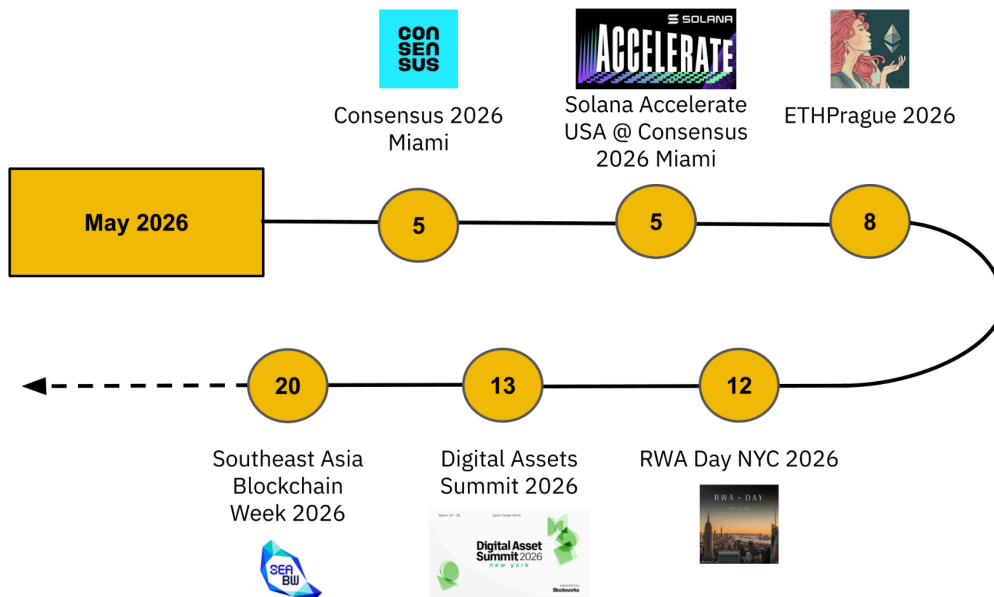 CON
SEN
SUS
SOLANA
ACCELERATE
Consensus 2026
Miami
Solana Accelerate
USA @ Consensus
2026 Miami
ETHPrague 2026
May 2026
5
5
8
20
13
12
Southeast Asia
Blockchain
Week 2026
Digital Assets
Summit 2026
RWA Day NYC 2026
SEA
BW
Digital Asset
Summit 2026
new york
presented by
Blockworks
RWA • DAY